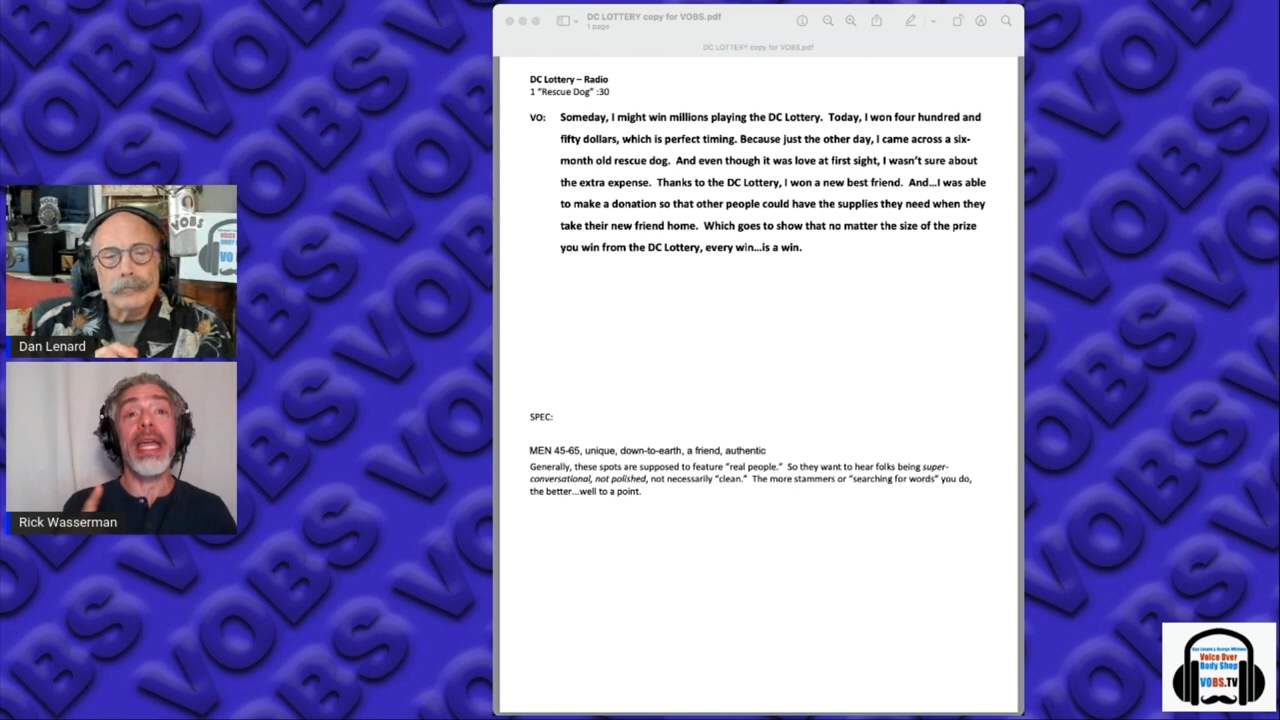 DC LOTTERY copy for VOBS.pdf
1 page
DC LOTTERY copy for VOBS.pdf
DC Lottery – Radio
1 "Rescue Dog" :30
VO: Someday, I might win millions playing the DC Lottery. Today, I won four hundred and
fifty dollars, which is perfect timing. Because just the other day, I came across a six-
month old rescue dog. And even though it was love at first sight, I wasn't sure about
the extra expense. Thanks to the DC Lottery, I won a new best friend. And...I was able
to make a donation so that other people could have the supplies they need when they
take their new friend home. Which goes to show that no matter the size of the prize
you win from the DC Lottery, every win...is a win.
SPEC:
MEN 45-65, unique, down-to-earth, a friend, authentic
Generally, these spots are supposed to feature "real people." So they want to hear folks being super-
conversational, not polished, not necessarily "clean." The more stammers or "searching for words" you do,
the better...well to a point.
VOBS
Dan Lenard
Rick Wasserman
Voice Over
Body Shop
VOBS.TV